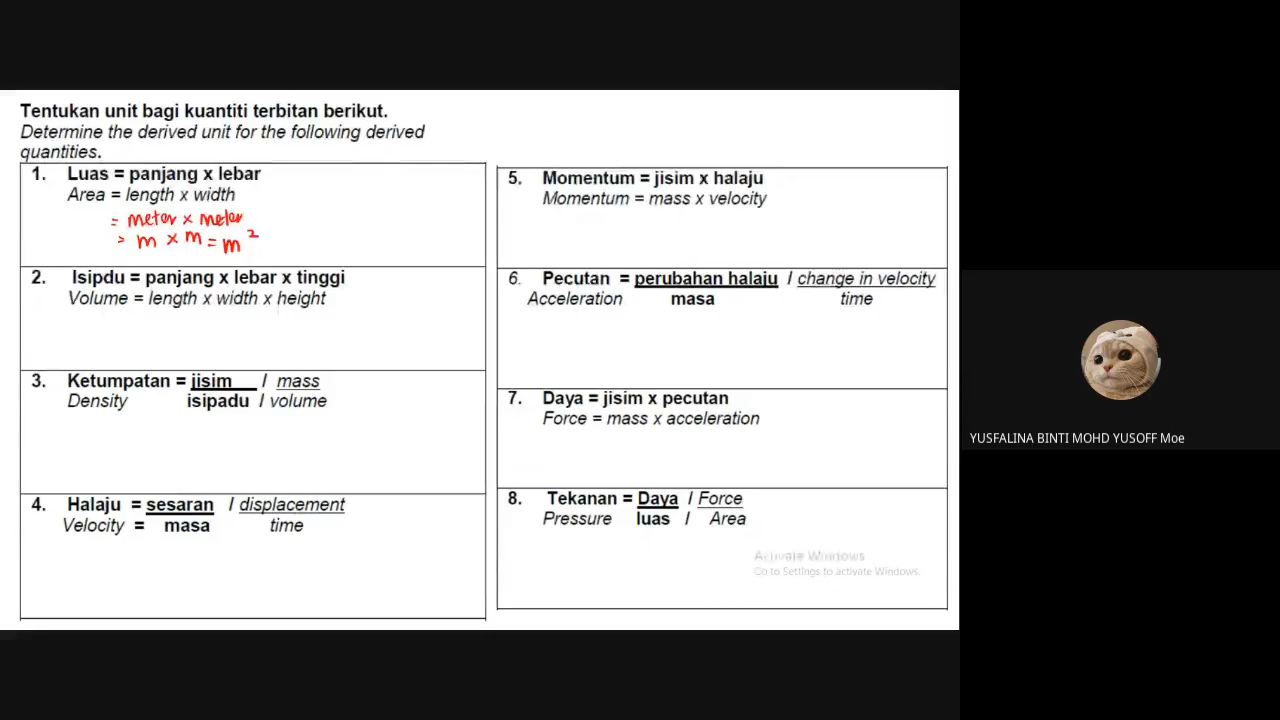 Tentukan unit bagi kuantiti terbitan berikut.
Determine the derived unit for the following derived
quantities.
1. Luas = panjang x lebar
Area = length x width
= meter x meter
= m x m = m²
2. Isipdu = panjang x lebar x tinggi
Volume = length x width x height
3. Ketumpatan = jisim / mass
Density isipadu / volume
4. Halaju = sesaran / displacement
Velocity = masa time
5. Momentum = jisim x halaju
Momentum = mass x velocity
6. Pecutan = perubahan halaju / change in velocity
Acceleration masa time
7. Daya = jisim x pecutan
Force = mass x acceleration
8. Tekanan = Daya / Force
Pressure luas / Area
Activate Windows
Go to Settings to activate Windows.
YUSFALINA BINTI MOHD YUSOFF Moe